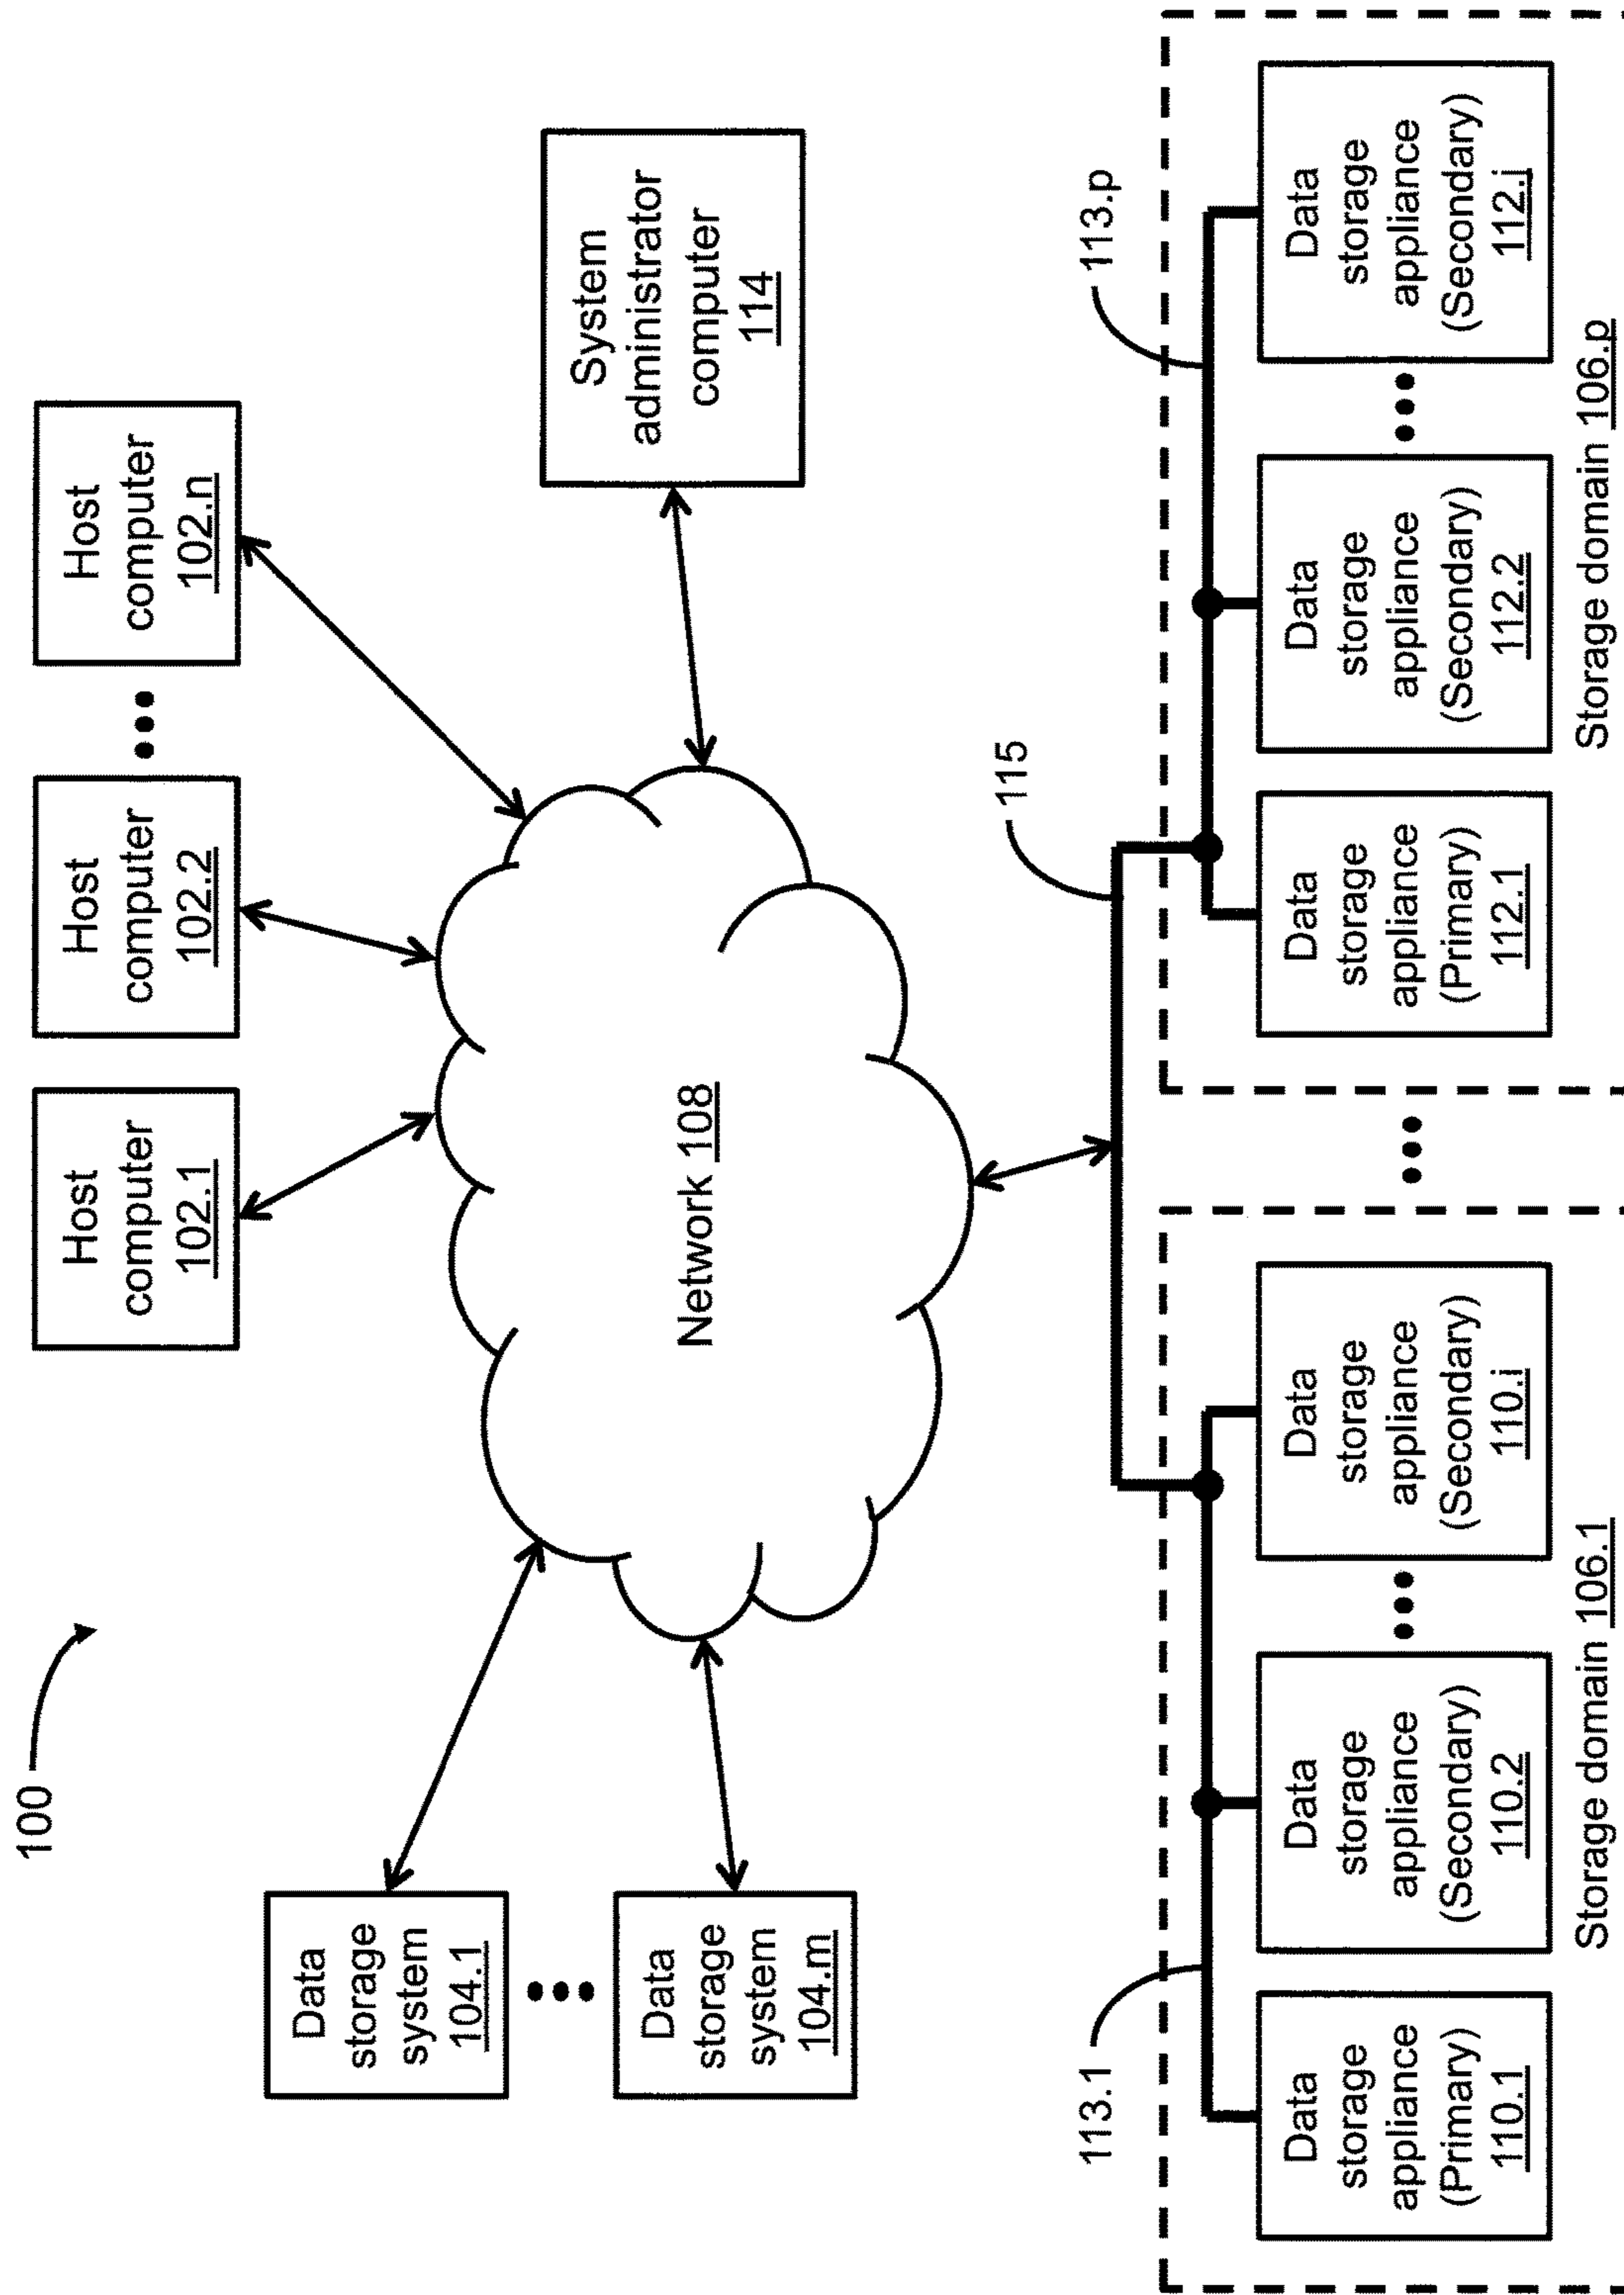 100
Host
computer
102.1
Host
computer
102.2
Host
computer
102.n
Data
storage
system
104.1
Data
storage
system
104.m
Network 108
System
administrator
computer
114
115
113.1
113.p
Data
storage
appliance
(Primary)
110.1
Data
storage
appliance
(Secondary)
110.2
Data
storage
appliance
(Secondary)
110.i
Storage domain 106.1
Data
storage
appliance
(Primary)
112.1
Data
storage
appliance
(Secondary)
112.2
Data
storage
appliance
(Secondary)
112.j
Storage domain 106.p